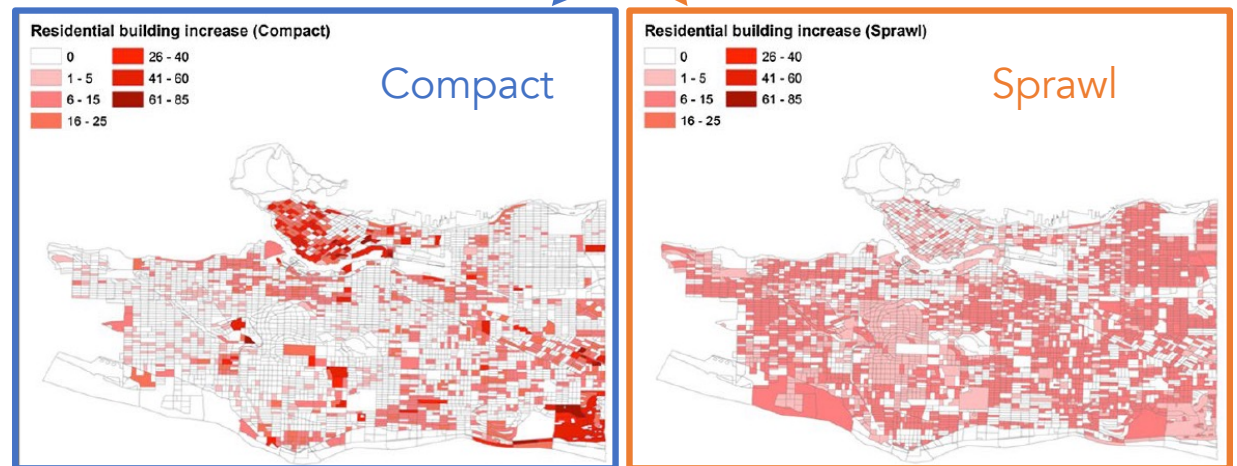 Residential building increase (Compact)
0
26 - 40
1 - 5
41 - 60
6 - 15
61 - 85
16 - 25
Compact
Residential building increase (Sprawl)
0
26 - 40
1 - 5
41 - 60
6 - 15
61 - 85
16 - 25
Sprawl